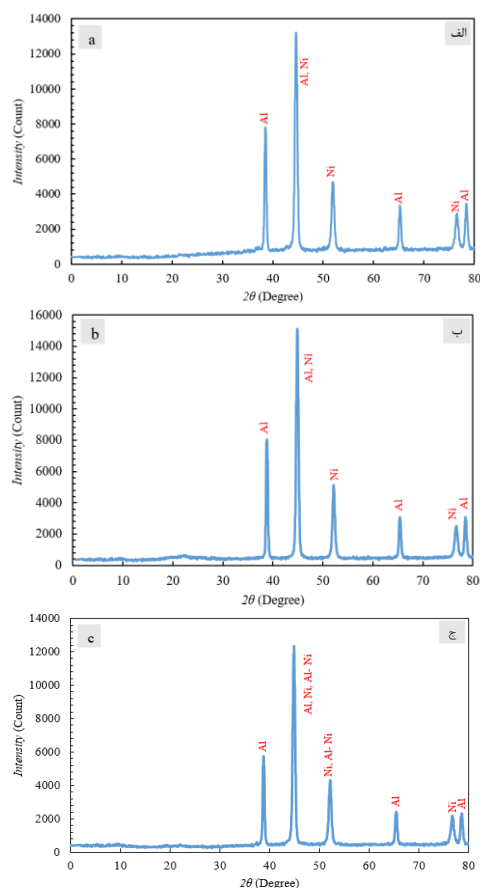 14000
a
الف
12000
10000
8000
6000
4000
2000
0
Intensity (Count)
Al
Al, Ni
Ni
Al
Ni
Al
0 10 20 30 40 50 60 70 80
2θ (Degree)
16000
b
ب
14000
12000
10000
8000
6000
4000
2000
0
Intensity (Count)
Al
Al, Ni
Ni
Al
Ni
Al
0 10 20 30 40 50 60 70 80
2θ (Degree)
14000
c
ج
12000
10000
8000
6000
4000
2000
0
Intensity (Count)
Al
Al, Ni, Al- Ni
Ni, Al- Ni
Al
Ni
Al
0 10 20 30 40 50 60 70 80
2θ (Degree)